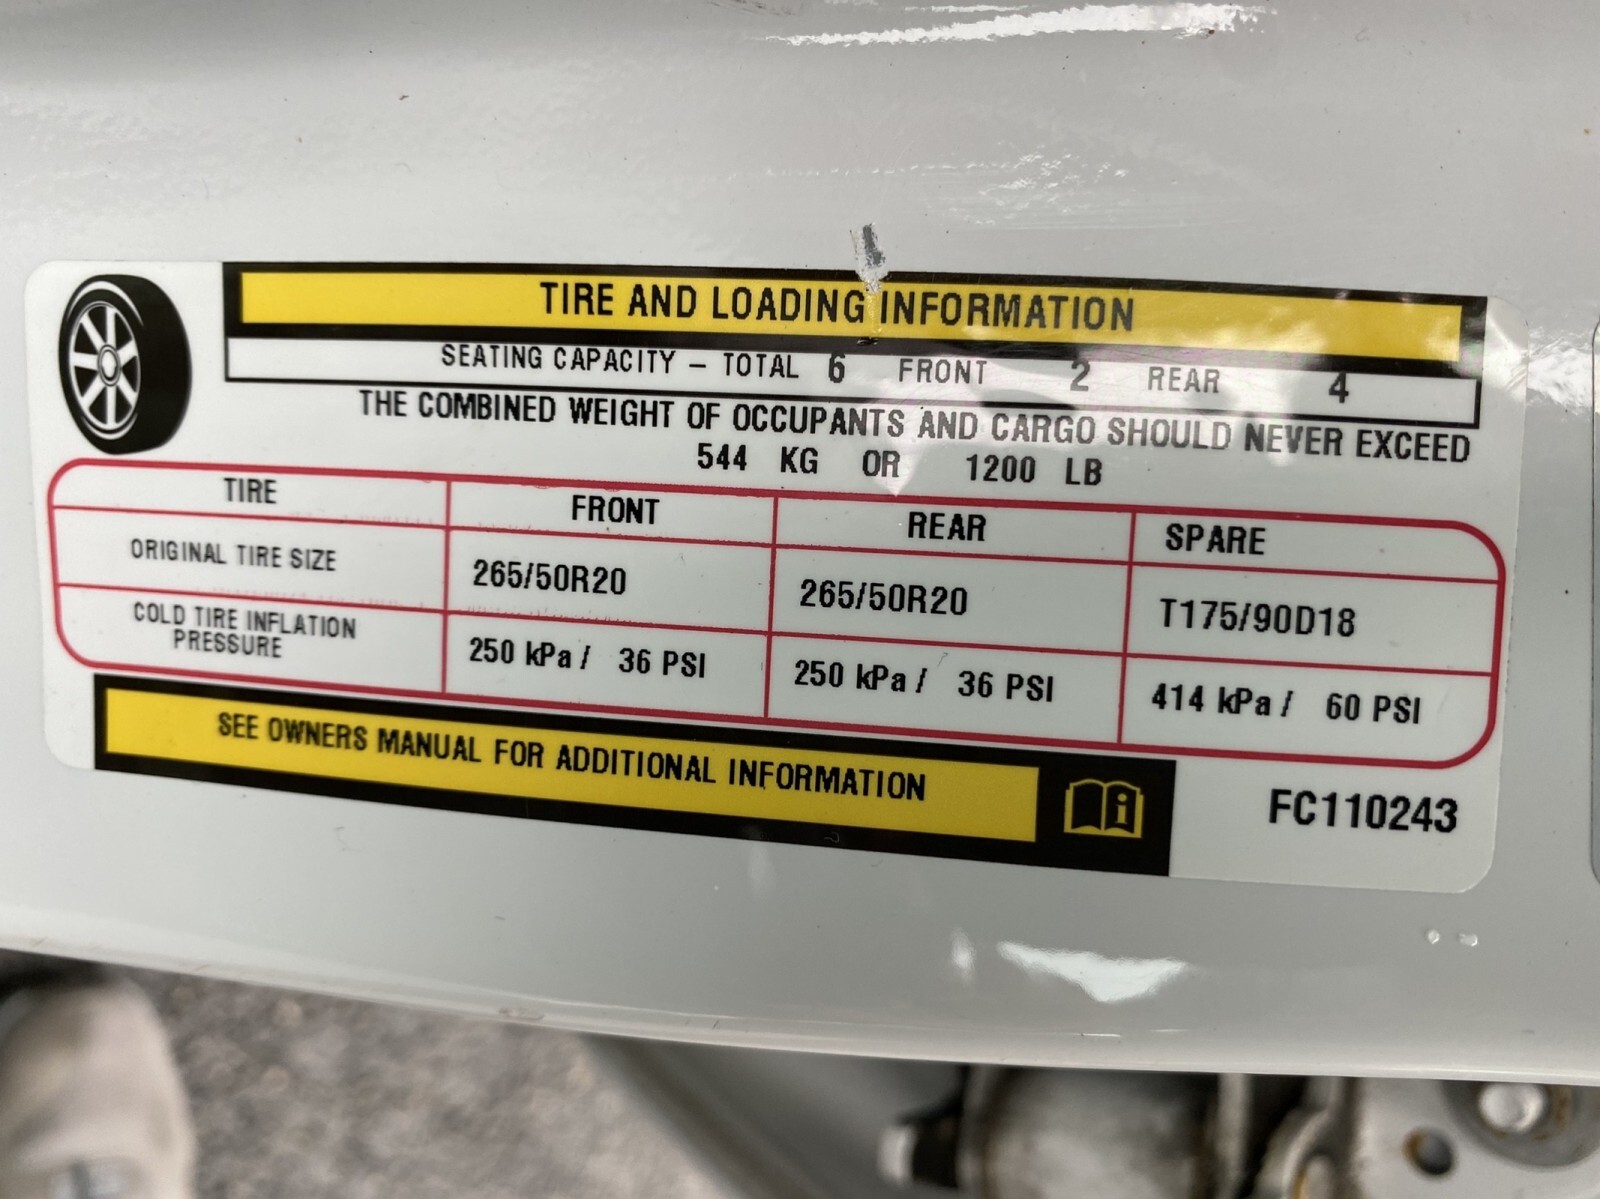 TIRE AND LOADING INFORMATION
SEATING CAPACITY – TOTAL 6 FRONT 2 REAR 4
THE COMBINED WEIGHT OF OCCUPANTS AND CARGO SHOULD NEVER EXCEED
544 KG OR 1200 LB
TIRE FRONT REAR SPARE
ORIGINAL TIRE SIZE 265/50R20 265/50R20 T175/90D18
COLD TIRE INFLATION
PRESSURE 250 kPa / 36 PSI 250 kPa / 36 PSI 414 kPa / 60 PSI
SEE OWNERS MANUAL FOR ADDITIONAL INFORMATION
FC110243